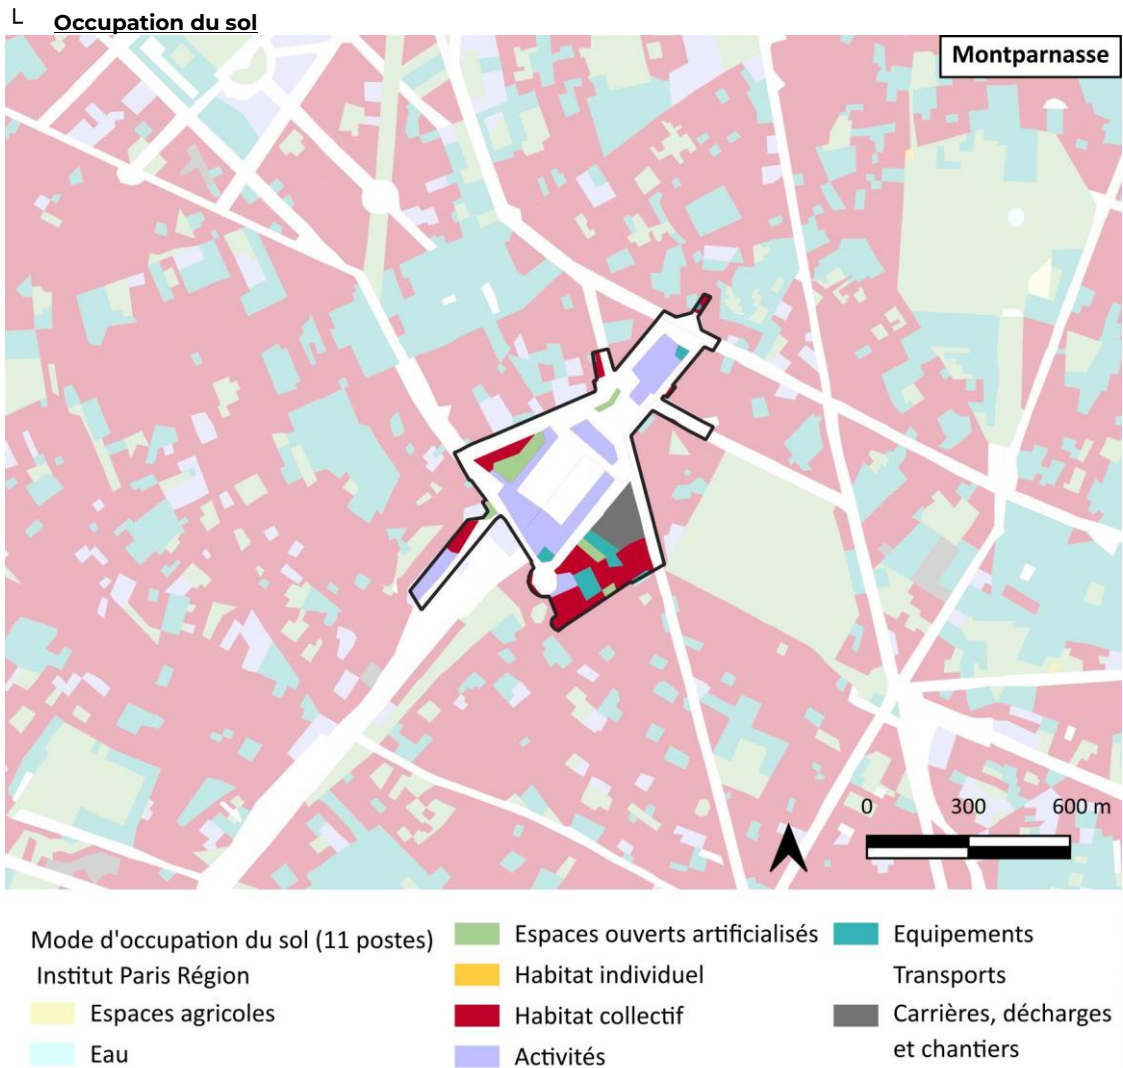 L
Occupation du sol
Montparnasse
0 300 600 m
Mode d'occupation du sol (11 postes)
Institut Paris Région
Espaces agricoles
Eau
Espaces ouverts artificialisés
Habitat individuel
Habitat collectif
Activités
Equipements
Transports
Carrières, décharges
et chantiers